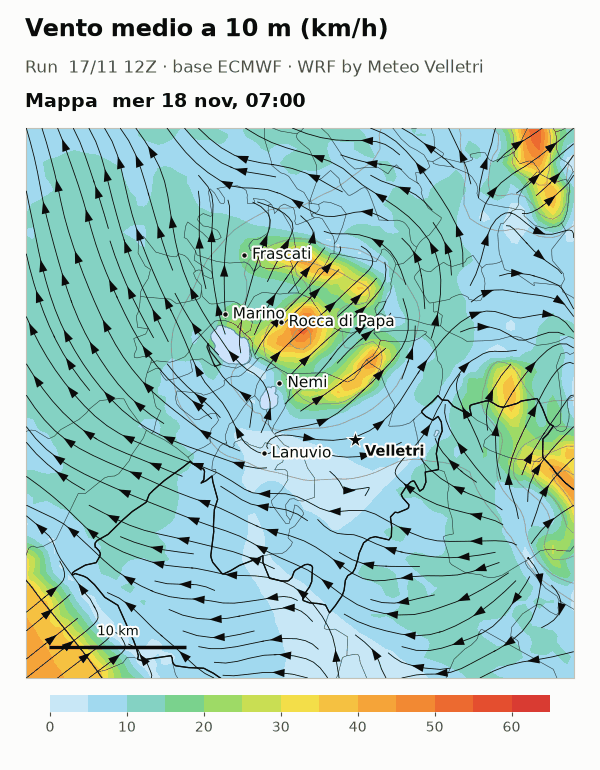 Vento medio a 10 m (km/h)
Run 17/11 12Z · base ECMWF · WRF by Meteo Velletri
Mappa mer 18 nov, 07:00
Frascati
Marino
Rocca di Papa
Nemi
Lanuvio
Velletri
10 km
0 10 20 30 40 50 60